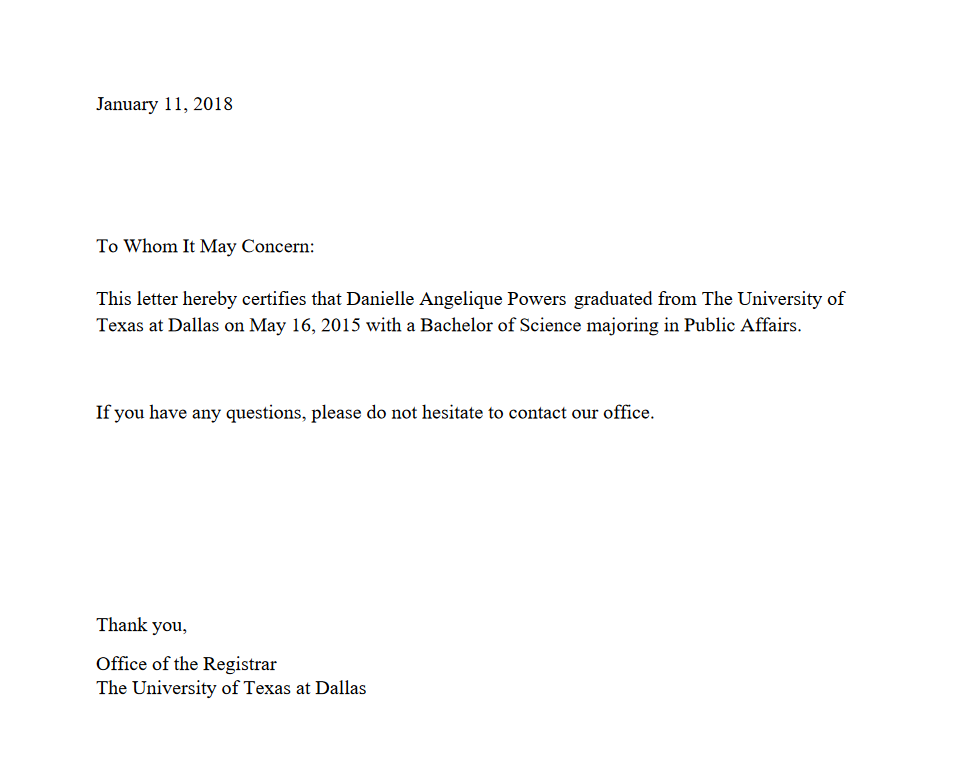 January 11, 2018
To Whom It May Concern:
This letter hereby certifies that Danielle Angelique Powers graduated from The University of
Texas at Dallas on May 16, 2015 with a Bachelor of Science majoring in Public Affairs.
If you have any questions, please do not hesitate to contact our office.
Thank you,
Office of the Registrar
The University of Texas at Dallas